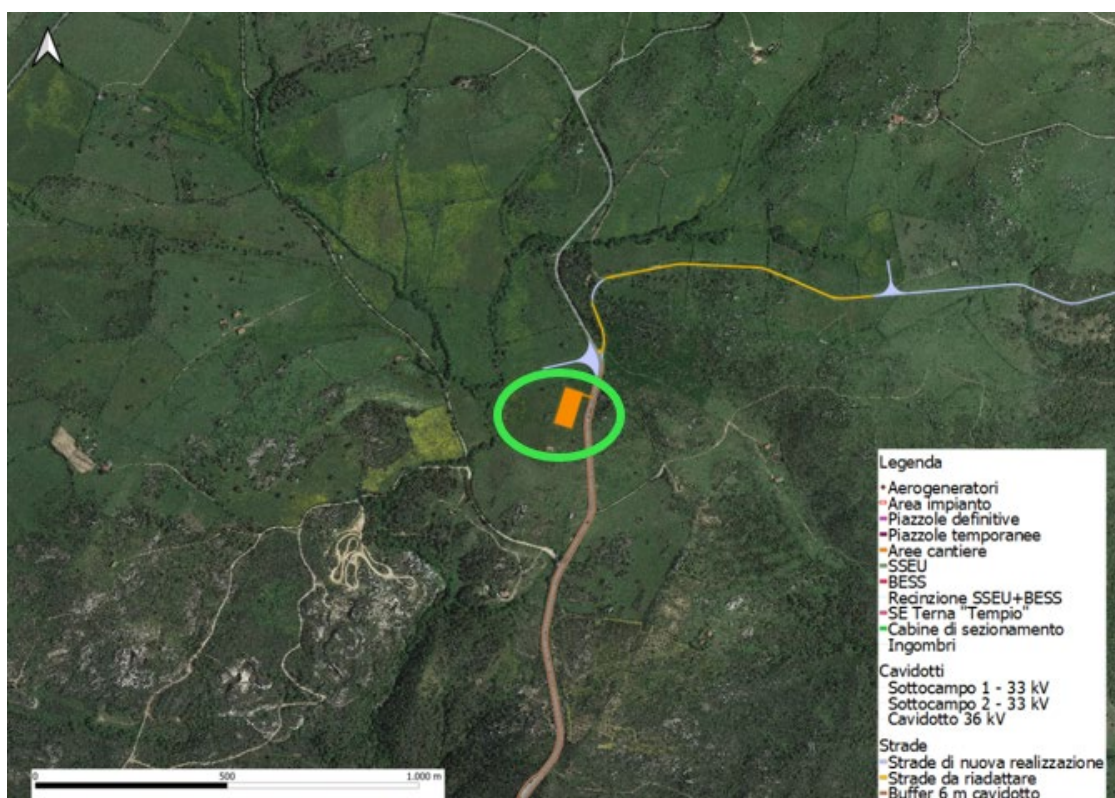 Legenda
Aerogeneratori
Area impianto
Piazzole definitive
Piazzole temporanee
Aree cantiere
SSEU
BESS
Recinzione SSEU+BESS
SE Terna "Tempio"
Cabine di sezionamento
Ingombri
Cavidotti
Sottocampo 1 - 33 kV
Sottocampo 2 - 33 kV
Cavidotto 36 kV
Strade
Strade di nuova realizzazione
Strade da riadattare
Buffer 6 m cavidotto
0 500 1.000 m